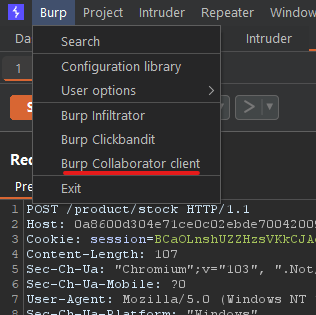 Burp Project Intruder Repeater Window
Da
Search
Intruder
1
Configuration library
User options
S
Burp Infiltrator
Burp Clickbandit
Burp Collaborator client
Rec
Exit
Pre
1 POST /product/stock HTTP/1.1
2 Host: 0a8600d304e71ce0c02ebde7004200
3 Cookie: session=BCaOLnshUZZHzsVKkCJA
4 Content-Length: 107
5 Sec-Ch-Ua: "Chromium";v="103", ".Not/
6 Sec-Ch-Ua-Mobile: ?0
7 User-Agent: Mozilla/5.0 (Windows NT
8 Sec-Ch-Ua-Platform: "Windows"